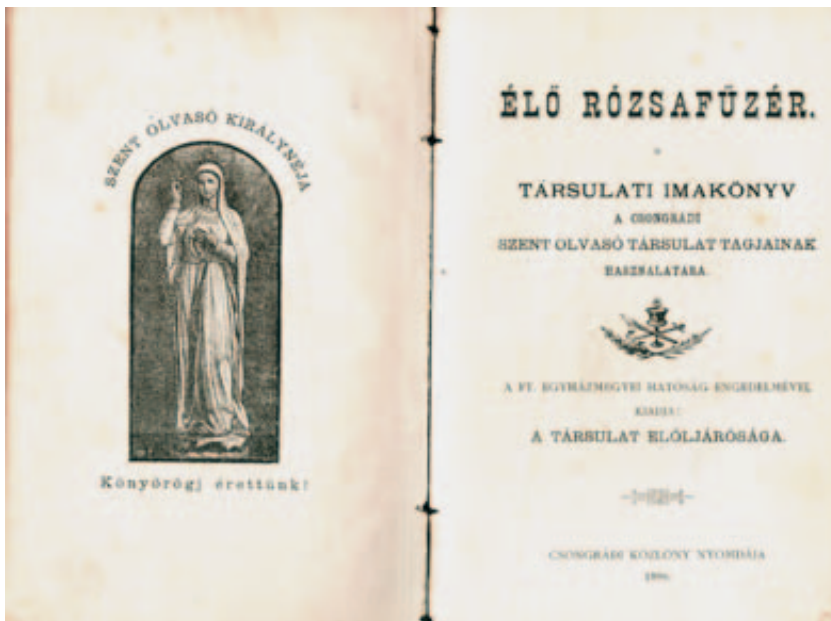 SZENT OLVASÓ KIRÁLYNÉJA
Könyörögj érettünk!
ÉLŐ RÓZSAFŰZÉR.
TÁRSULATI IMAKÖNYV
A CSONGRÁDI
SZENT OLVASÓ TÁRSULAT TAGJAINAK
HASZNÁLATÁRA.
A FT. EGYHÁZMEGYEI HATÓSÁG ENGEDELMÉVEL
KIADJA:
A TÁRSULAT ELŐLJÁRÓSÁGA.
CSONGRÁDI KÖZLÖNY NYOMDÁJA